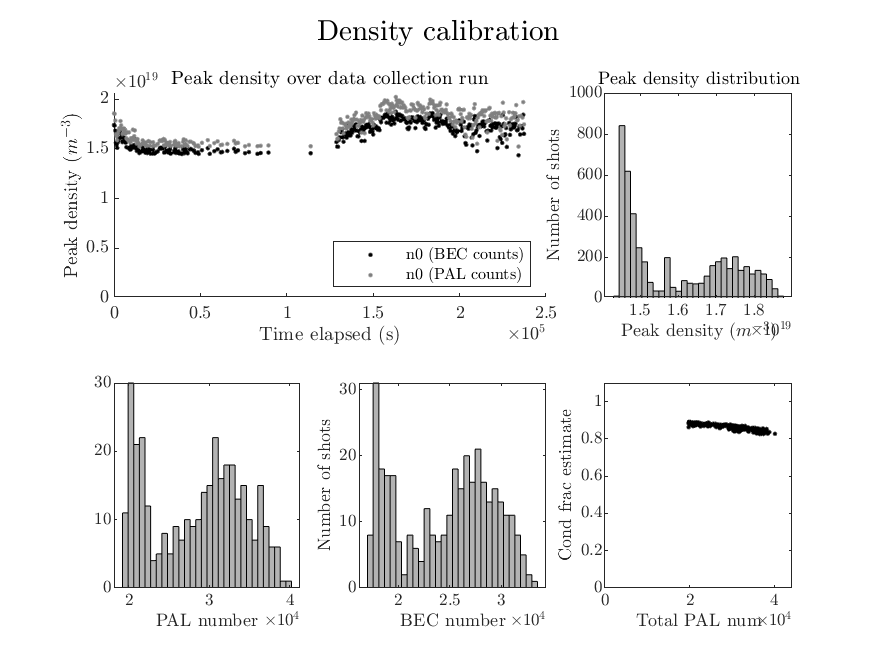 Density calibration
×10^19 Peak density over data collection run
2
1.5
1
0.5
0
Peak density (m^−3)
n0 (BEC counts)
n0 (PAL counts)
0 0.5 1 1.5 2 2.5
Time elapsed (s) ×10^5
Peak density distribution
1000
800
600
400
200
0
Number of shots
1.5 1.6 1.7 1.8
Peak density (m^−3) ×10^19
30
20
10
0
2 3 4
PAL number ×10^4
Number of shots
30
20
10
0
2 2.5 3
BEC number ×10^4
Cond frac estimate
1
0.8
0.6
0.4
0.2
0
0 2 4
Total PAL num ×10^4